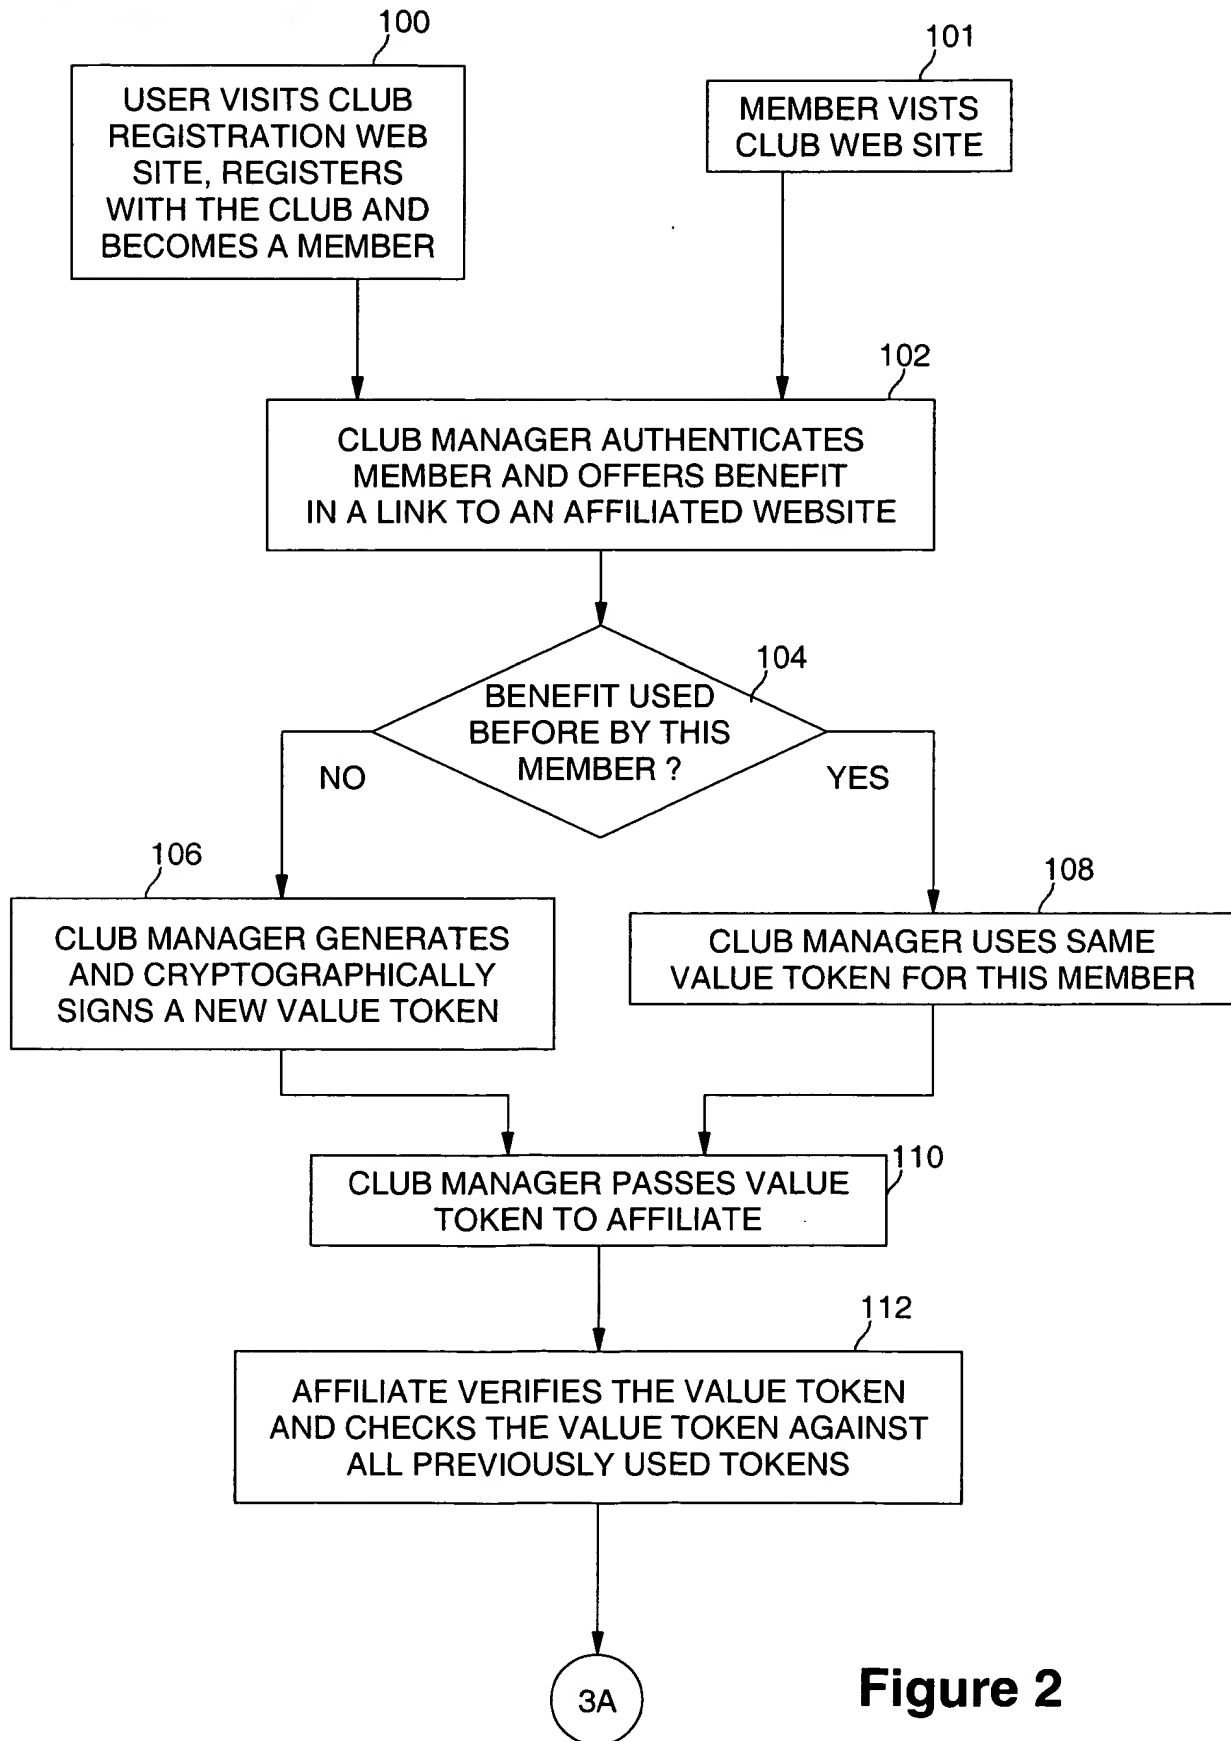 100
USER VISITS CLUB
REGISTRATION WEB
SITE, REGISTERS
WITH THE CLUB AND
BECOMES A MEMBER
101
MEMBER VISTS
CLUB WEB SITE
102
CLUB MANAGER AUTHENTICATES
MEMBER AND OFFERS BENEFIT
IN A LINK TO AN AFFILIATED WEBSITE
104
BENEFIT USED
BEFORE BY THIS
MEMBER ?
NO
YES
106
CLUB MANAGER GENERATES
AND CRYPTOGRAPHICALLY
SIGNS A NEW VALUE TOKEN
108
CLUB MANAGER USES SAME
VALUE TOKEN FOR THIS MEMBER
110
CLUB MANAGER PASSES VALUE
TOKEN TO AFFILIATE
112
AFFILIATE VERIFIES THE VALUE TOKEN
AND CHECKS THE VALUE TOKEN AGAINST
ALL PREVIOUSLY USED TOKENS
3A
Figure 2